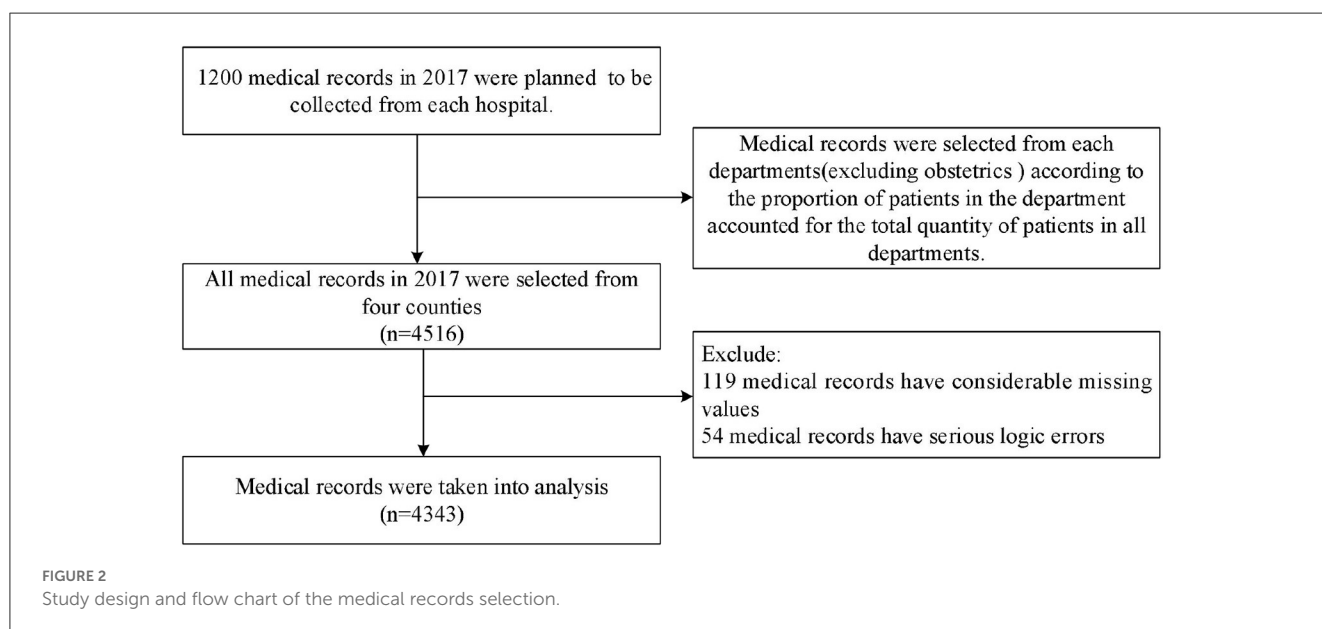 1200 medical records in 2017 were planned to be
collected from each hospital.
Medical records were selected from each
departments(excluding obstetrics ) according to
the proportion of patients in the department
accounted for the total quantity of patients in all
departments.
All medical records in 2017 were selected from
four counties
(n=4516)
Exclude:
119 medical records have considerable missing
values
54 medical records have serious logic errors
Medical records were taken into analysis
(n=4343)
FIGURE 2
Study design and flow chart of the medical records selection.